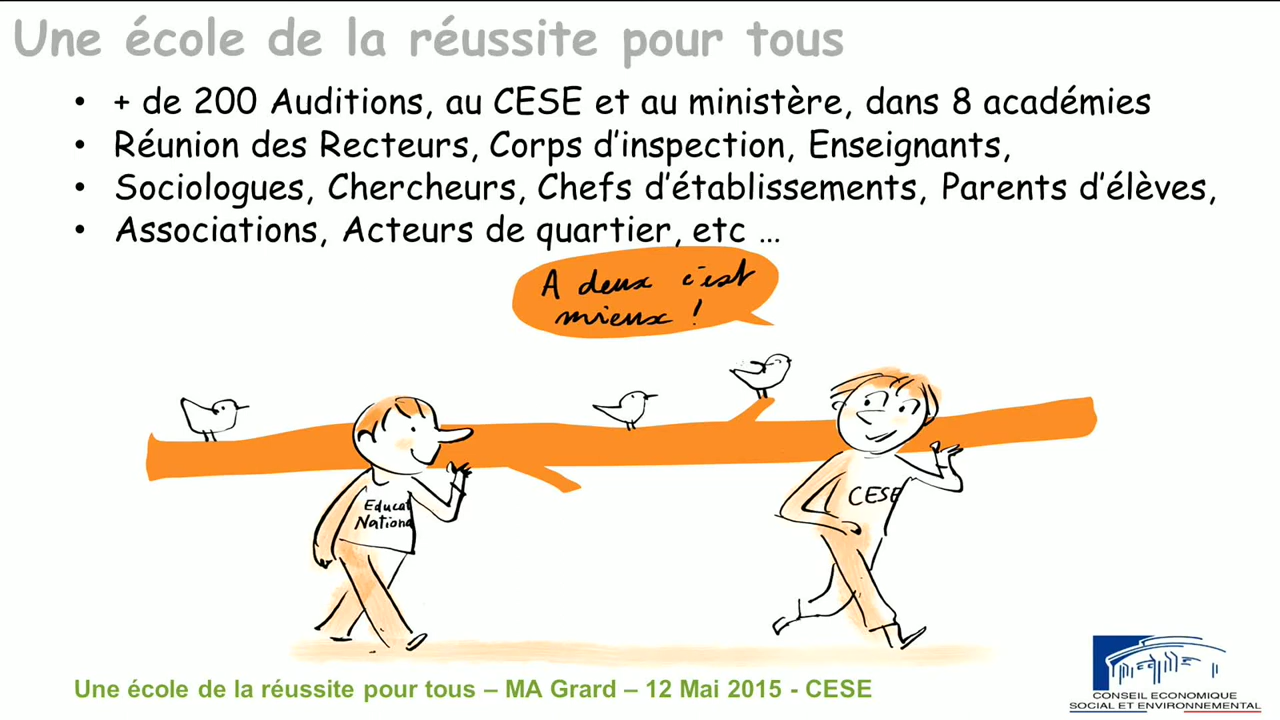 Une école de la réussite pour tous
• + de 200 Auditions, au CESE et au ministère, dans 8 académies
• Réunion des Recteurs, Corps d'inspection, Enseignants,
• Sociologues, Chercheurs, Chefs d'établissements, Parents d'élèves,
• Associations, Acteurs de quartier, etc …
A deux c'est
mieux !
Educat
Nationa
CESE
Une école de la réussite pour tous – MA Grard – 12 Mai 2015 - CESE
CONSEIL ECONOMIQUE
SOCIAL ET ENVIRONNEMENTAL